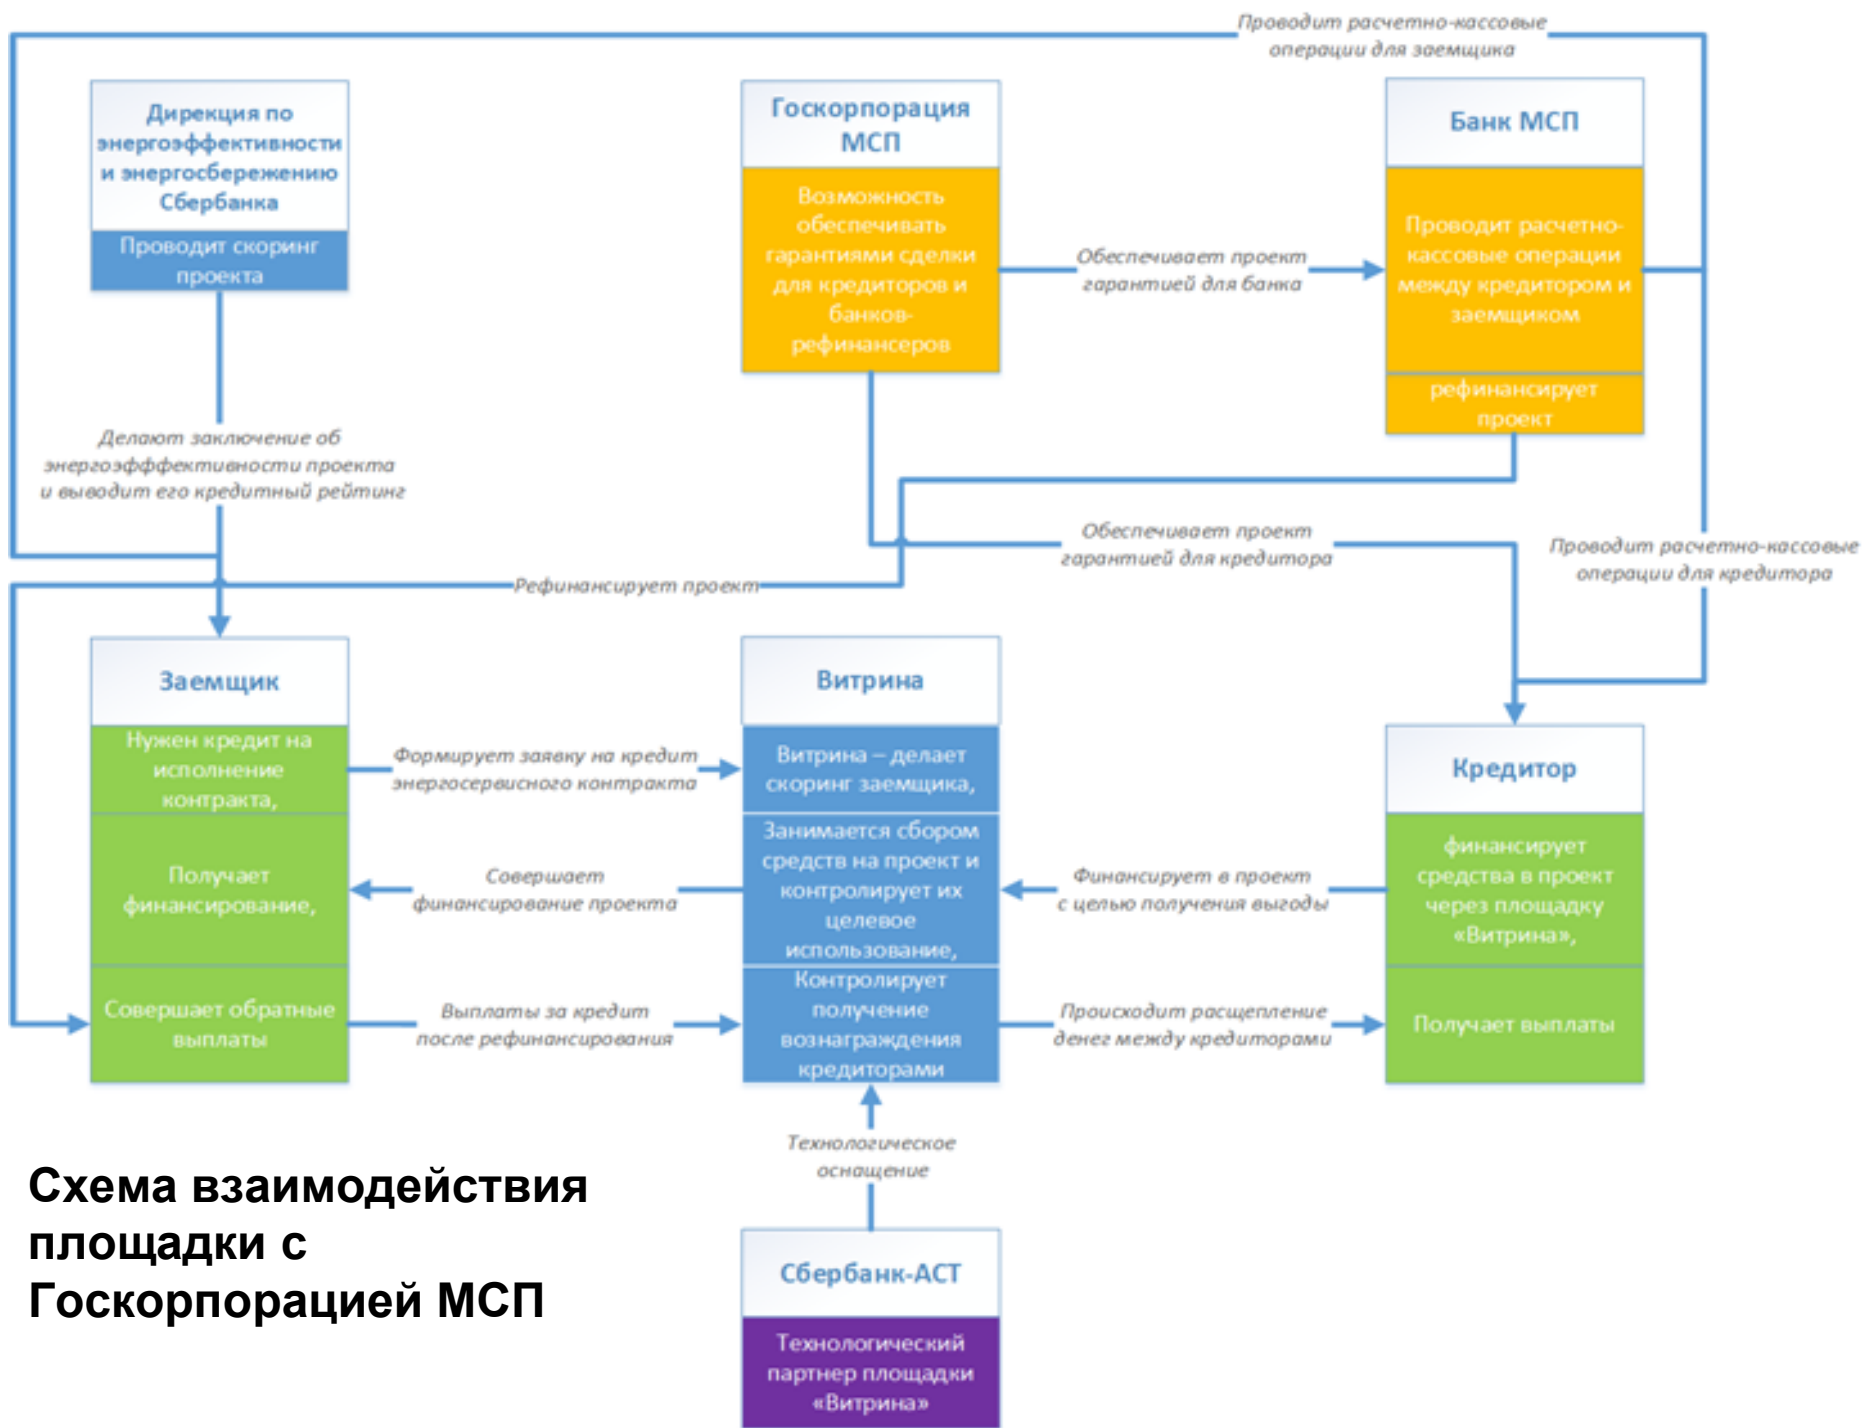 Проводит расчетно-кассовые
операции для заемщика
Дирекция по
энергоэффективности
и энергосбережению
Сбербанка
Проводит скоринг
проекта
Госкорпорация
МСП
Возможность
обеспечивать
гарантиями сделки
для кредиторов и
банков-
рефинансеров
Обеспечивает проект
гарантией для банка
Банк МСП
Проводит расчетно-
кассовые операции
между кредитором и
заемщиком
рефинансирует
проект
Делают заключение об
энергоэфффективности проекта
и выводит его кредитный рейтинг
Обеспечивает проект
гарантией для кредитора
Проводит расчетно-кассовые
операции для кредитора
Рефинансирует проект
Заемщик
Нужен кредит на
исполнение
контракта,
Получает
финансирование,
Совершает обратные
выплаты
Формирует заявку на кредит
энергосервисного контракта
Совершает
финансирование проекта
Выплаты за кредит
после рефинансирования
Витрина
Витрина – делает
скоринг заемщика,
Занимается сбором
средств на проект и
контролирует их
целевое
использование,
Контролирует
получение
вознаграждения
кредиторами
Финансирует в проект
с целью получения выгоды
Происходит расщепление
денег между кредиторами
Кредитор
финансирует
средства в проект
через площадку
«Витрина»,
Получает выплаты
Технологическое
оснащение
Сбербанк-АСТ
Технологический
партнер площадки
«Витрина»
Схема взаимодействия
площадки с
Госкорпорацией МСП